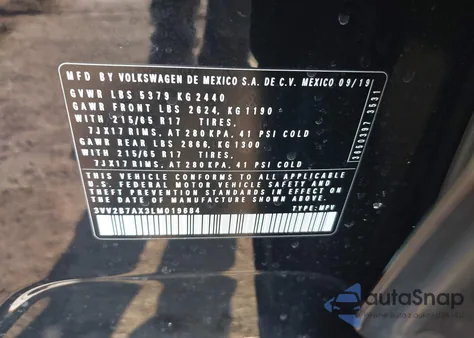 MFD BY VOLKSWAGEN DE MEXICO S.A. DE C.V. MEXICO 09/19
GVWR LBS 5379 KG 2440
GAWR FRONT LBS 2624, KG 1190
WITH 215/65 R17 TIRES,
7JX17 RIMS, AT 280 KPA, 41 PSI COLD
GAWR REAR LBS 2866, KG 1300
WITH 215/65 R17 TIRES,
7JX17 RIMS, AT 280 KPA, 41 PSI COLD
THIS VEHICLE CONFORMS TO ALL APPLICABLE
U.S. FEDERAL MOTOR VEHICLE SAFETY AND
THEFT PREVENTION STANDARDS IN EFFECT ON
THE DATE OF MANUFACTURE SHOWN ABOVE
3VV2B7AX3LM019684 TYPE: MPV
3050397 3531
autoSnap